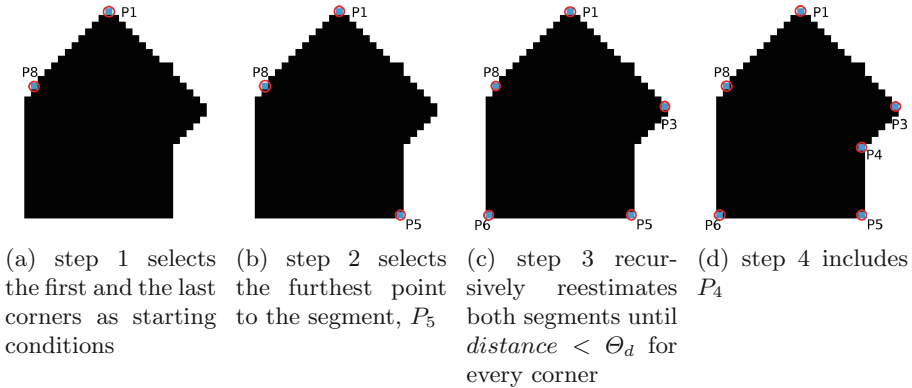 P1
P8
P1
P8
P5
P1
P8
P3
P6
P5
P1
P8
P3
P4
P6
P5
(a) step 1 selects
the first and the last
corners as starting
conditions
(b) step 2 selects
the furthest point
to the segment, P5
(c) step 3 recur-
sively reestimates
both segments until
distance < Θd for
every corner
(d) step 4 includes
P4